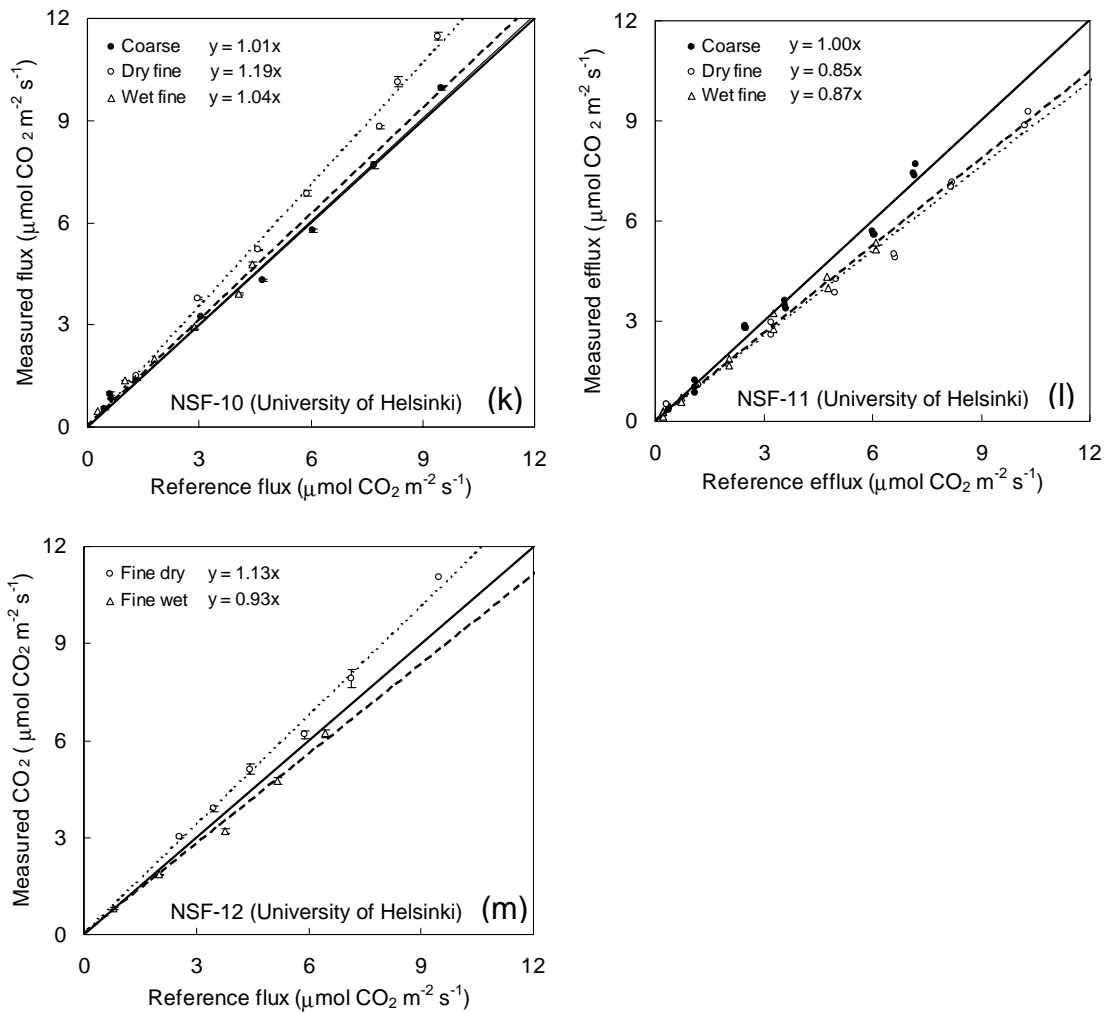 12
Coarse y = 1.01x
Dry fine y = 1.19x
Wet fine y = 1.04x
9
6
3
0
Measured flux (μmol CO 2 m-2 s-1)
NSF-10 (University of Helsinki) (k)
0 3 6 9 12
Reference flux (μmol CO2 m-2 s-1)
12
Coarse y = 1.00x
Dry fine y = 0.85x
Wet fine y = 0.87x
9
6
3
0
Measured efflux (μmol CO 2 m-2 s-1)
NSF-11 (University of Helsinki) (l)
0 3 6 9 12
Reference efflux (μmol CO2 m-2 s-1)
12
Fine dry y = 1.13x
Fine wet y = 0.93x
9
6
3
0
Measured CO2 ( μmol CO2 m-2 s-1)
NSF-12 (University of Helsinki) (m)
0 3 6 9 12
Reference flux (μmol CO2 m-2 s-1)